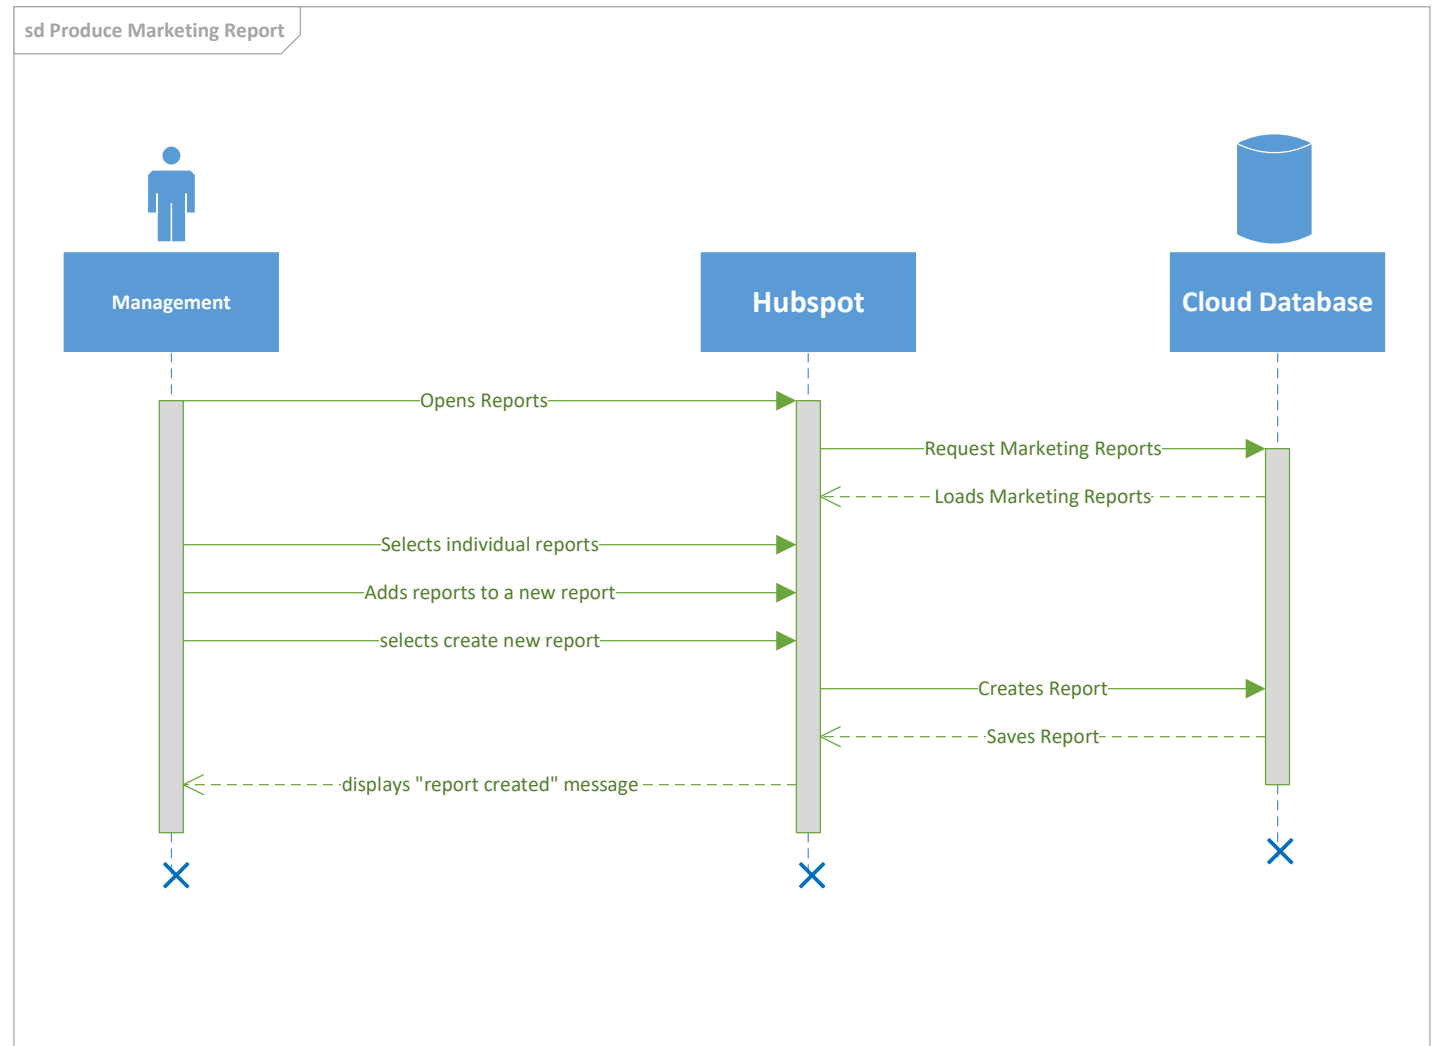 sd Produce Marketing Report
Management
Hubspot
Cloud Database
Opens Reports
Request Marketing Reports
Loads Marketing Reports
Selects individual reports
Adds reports to a new report
selects create new report
Creates Report
Saves Report
displays "report created" message